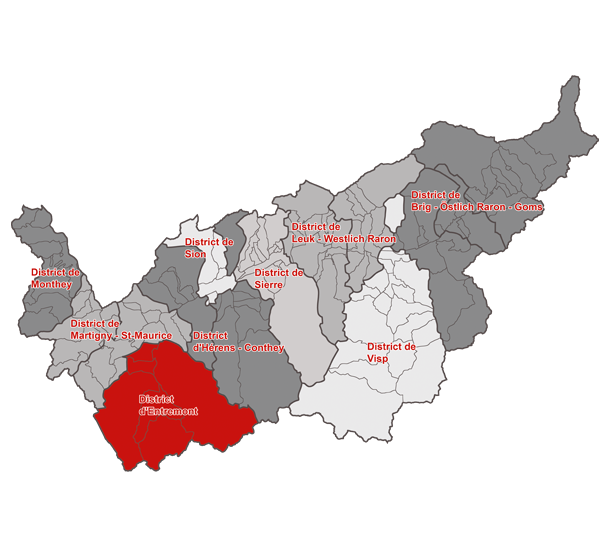 District de
Monthey
District de
Martigny - St-Maurice
District
d'Entremont
District
d'Hérens - Conthey
District de
Sion
District de
Sierre
District de
Leuk - Westlich Raron
District de
Visp
District de
Brig - Östlich Raron - Goms